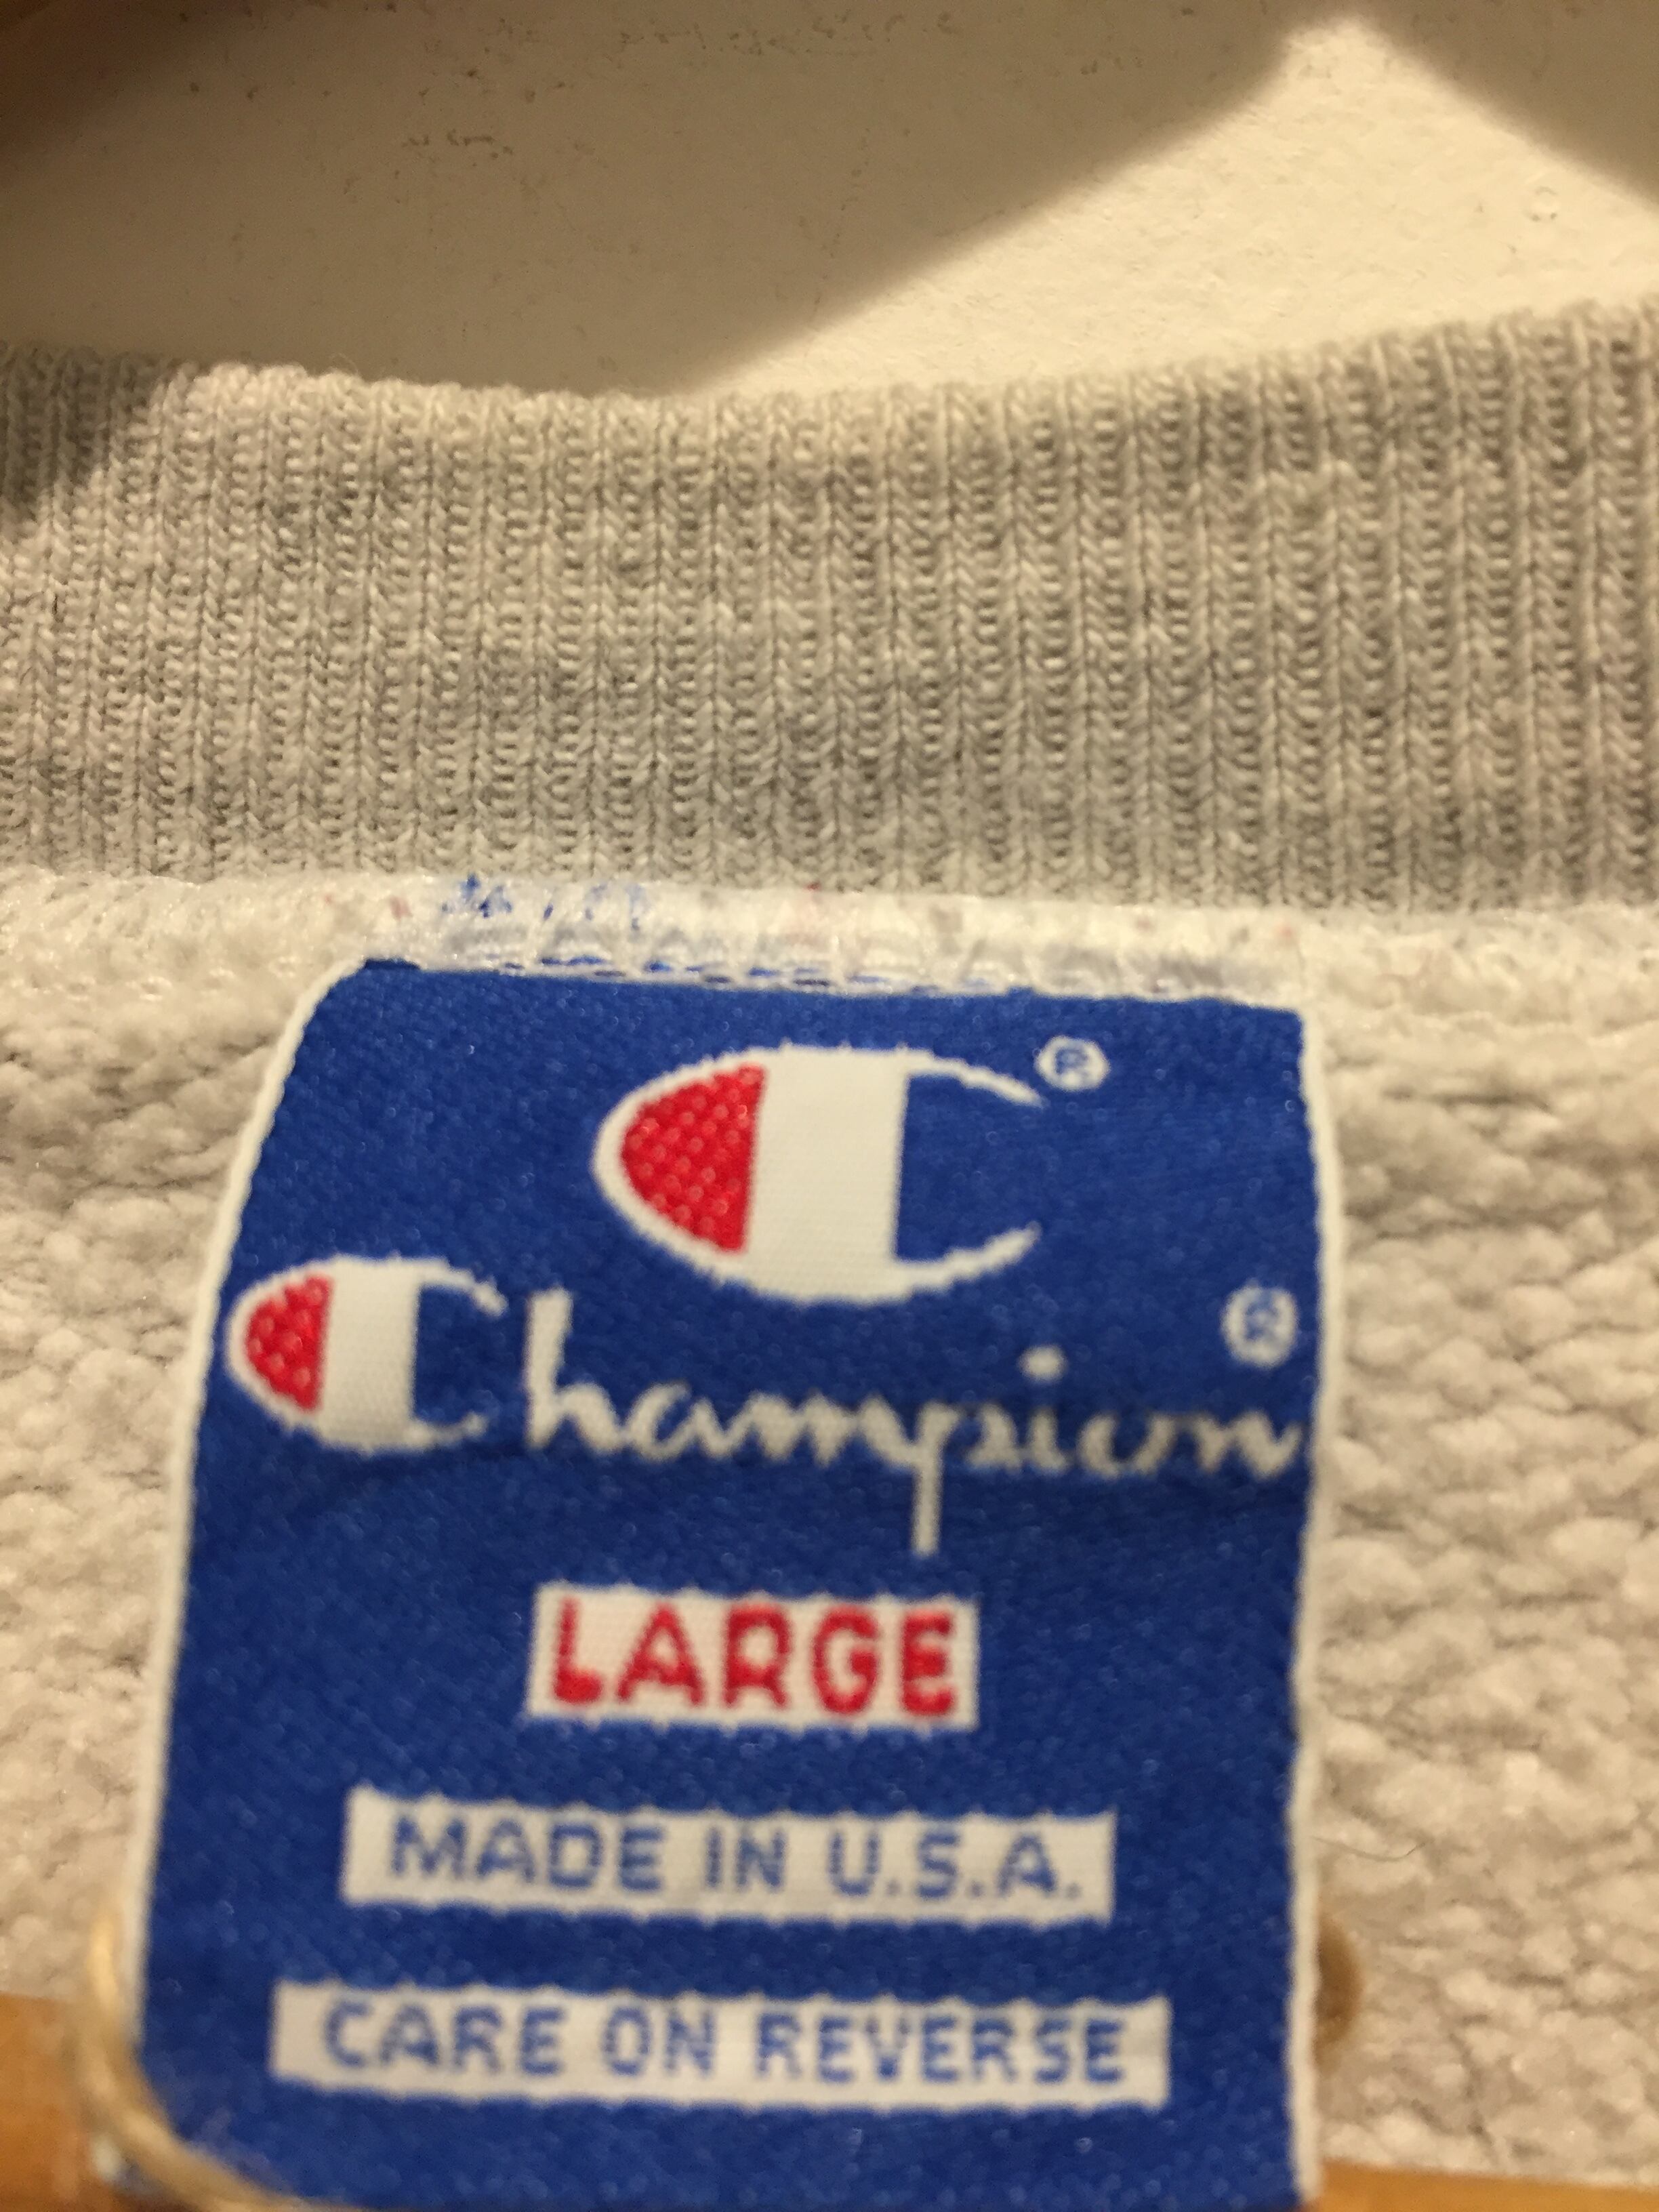 C®
Champion®
LARGE
MADE IN U.S.A.
CARE ON REVERSE